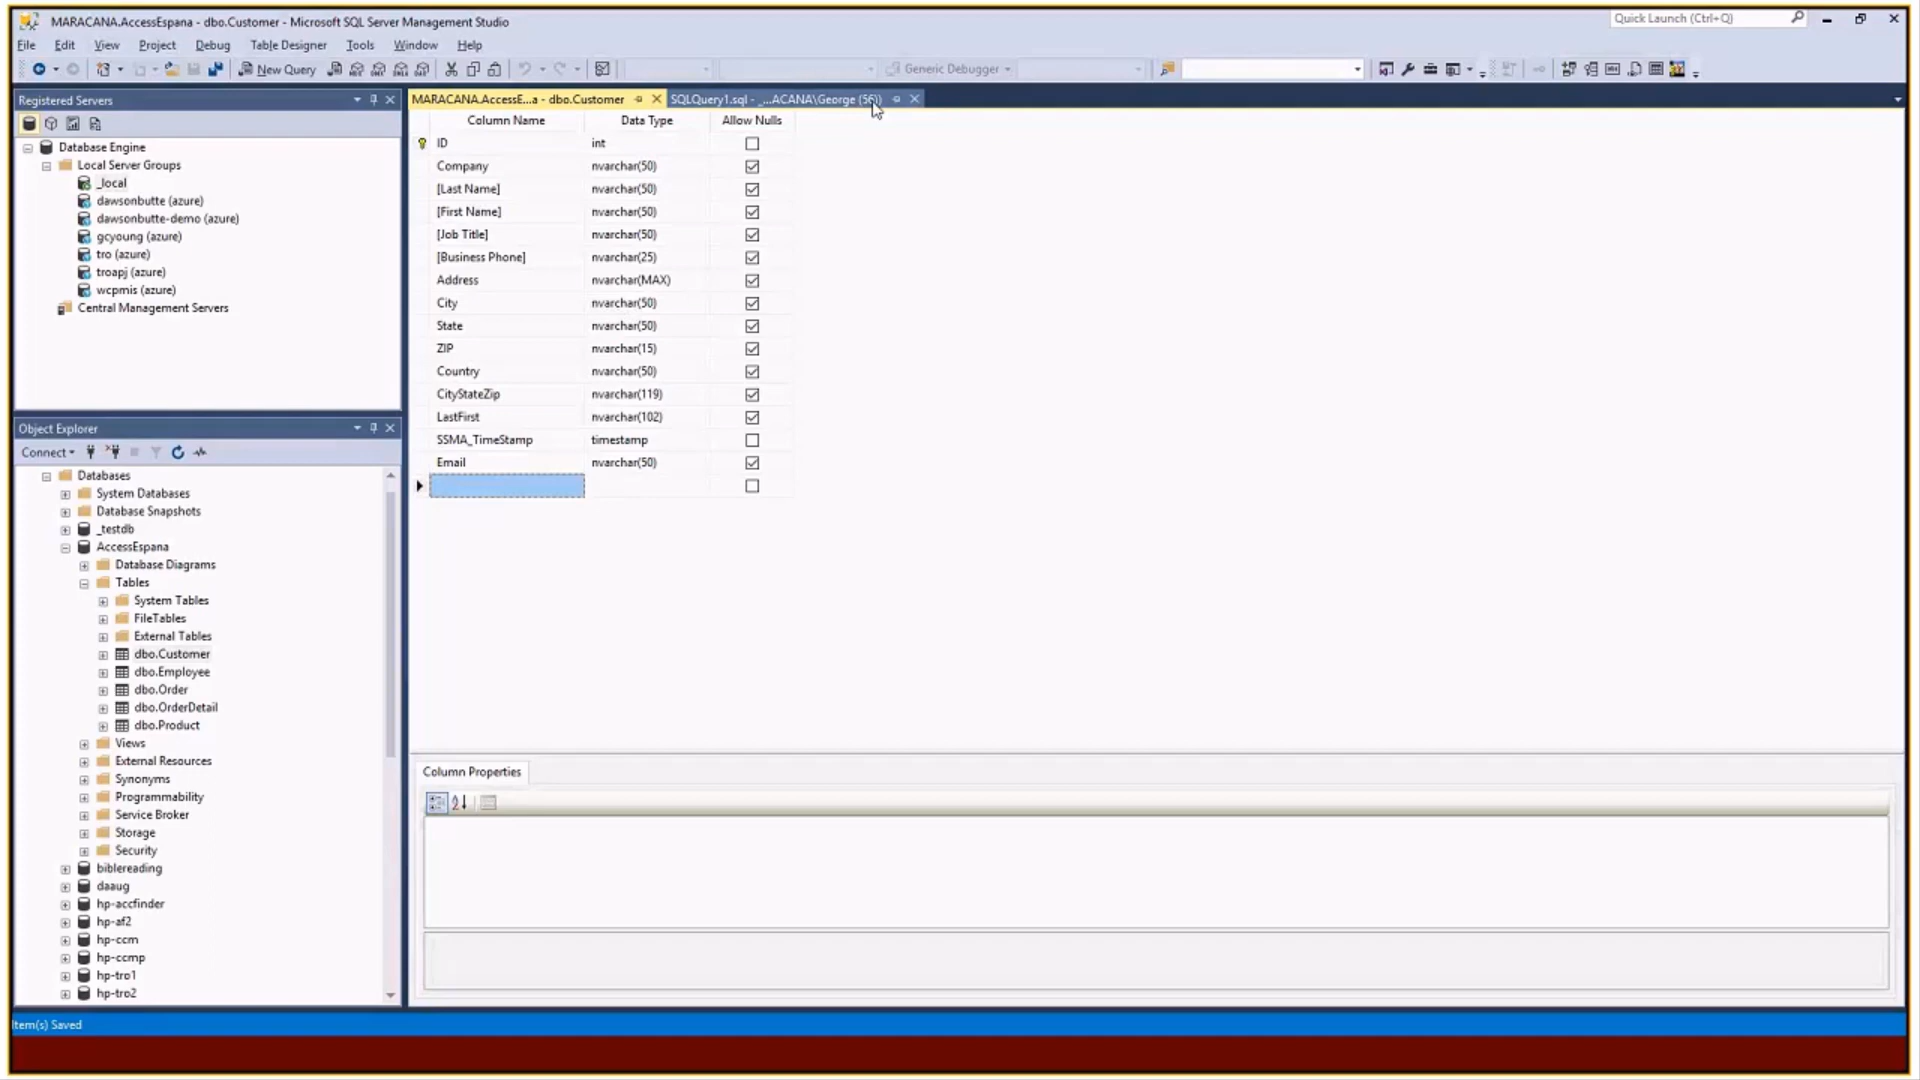 MARACANA.AccessEspana - dbo.Customer - Microsoft SQL Server Management Studio
Quick Launch (Ctrl+Q)
File Edit View Project Debug Table Designer Tools Window Help
New Query
Generic Debugger
Registered Servers
Database Engine
Local Server Groups
_local
dawsonbutte (azure)
dawsonbutte-demo (azure)
gcyoung (azure)
tro (azure)
troapj (azure)
wcpmis (azure)
Central Management Servers
Object Explorer
Connect
Databases
System Databases
Database Snapshots
_testdb
AccessEspana
Database Diagrams
Tables
System Tables
FileTables
External Tables
dbo.Customer
dbo.Employee
dbo.Order
dbo.OrderDetail
dbo.Product
Views
External Resources
Synonyms
Programmability
Service Broker
Storage
Security
biblereading
daaug
hp-accfinder
hp-af2
hp-ccm
hp-ccmp
hp-tro1
hp-tro2
MARACANA.AccessE...a - dbo.Customer SQLQuery1.sql - _...ACANA\George (56))
Column Name Data Type Allow Nulls
ID int
Company nvarchar(50)
[Last Name] nvarchar(50)
[First Name] nvarchar(50)
[Job Title] nvarchar(50)
[Business Phone] nvarchar(25)
Address nvarchar(MAX)
City nvarchar(50)
State nvarchar(50)
ZIP nvarchar(15)
Country nvarchar(50)
CityStateZip nvarchar(119)
LastFirst nvarchar(102)
SSMA_TimeStamp timestamp
Email nvarchar(50)
Column Properties
Item(s) Saved